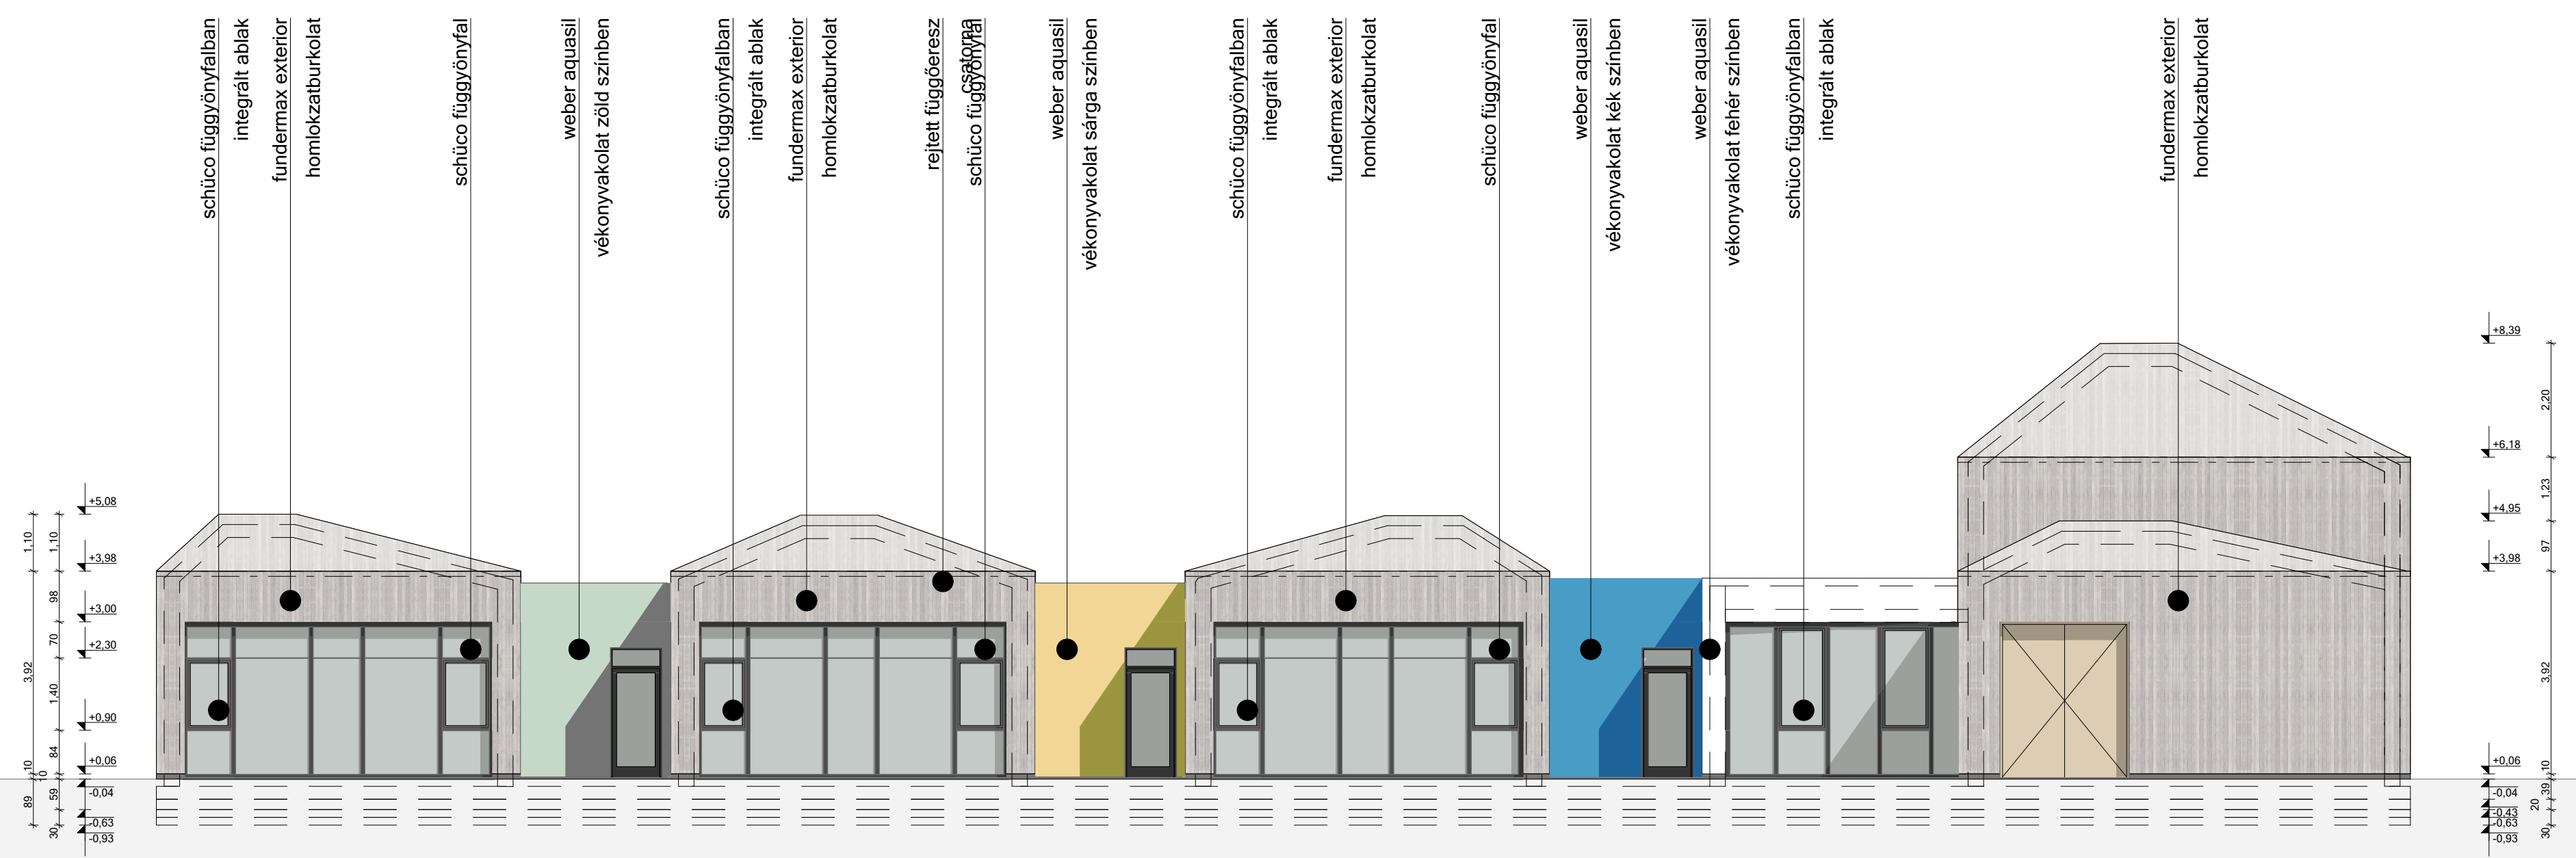 schüco függönyfalban
integrált ablak
fundermax exterior
homlokzatburkolat
schüco függönyfal
weber aquasil
vékonyvakolat zöld színben
schüco függönyfalban
integrált ablak
fundermax exterior
homlokzatburkolat
rejtett függőeresz
csatorna
schüco függönyfal
weber aquasil
vékonyvakolat sárga színben
schüco függönyfalban
integrált ablak
fundermax exterior
homlokzatburkolat
schüco függönyfal
weber aquasil
vékonyvakolat kék színben
weber aquasil
vékonyvakolat fehér színben
schüco függönyfalban
integrált ablak
fundermax exterior
homlokzatburkolat
1,10
3,92
10
89
1,10
98
70
1,40
84
10
59
30
+5,08
+3,98
+3,00
+2,30
+0,90
+0,06
-0,04
-0,63
-0,93
+8,39
+6,18
+4,95
+3,98
+0,06
-0,04
-0,43
-0,63
-0,93
2,20
1,23
97
3,92
10
39
20
30